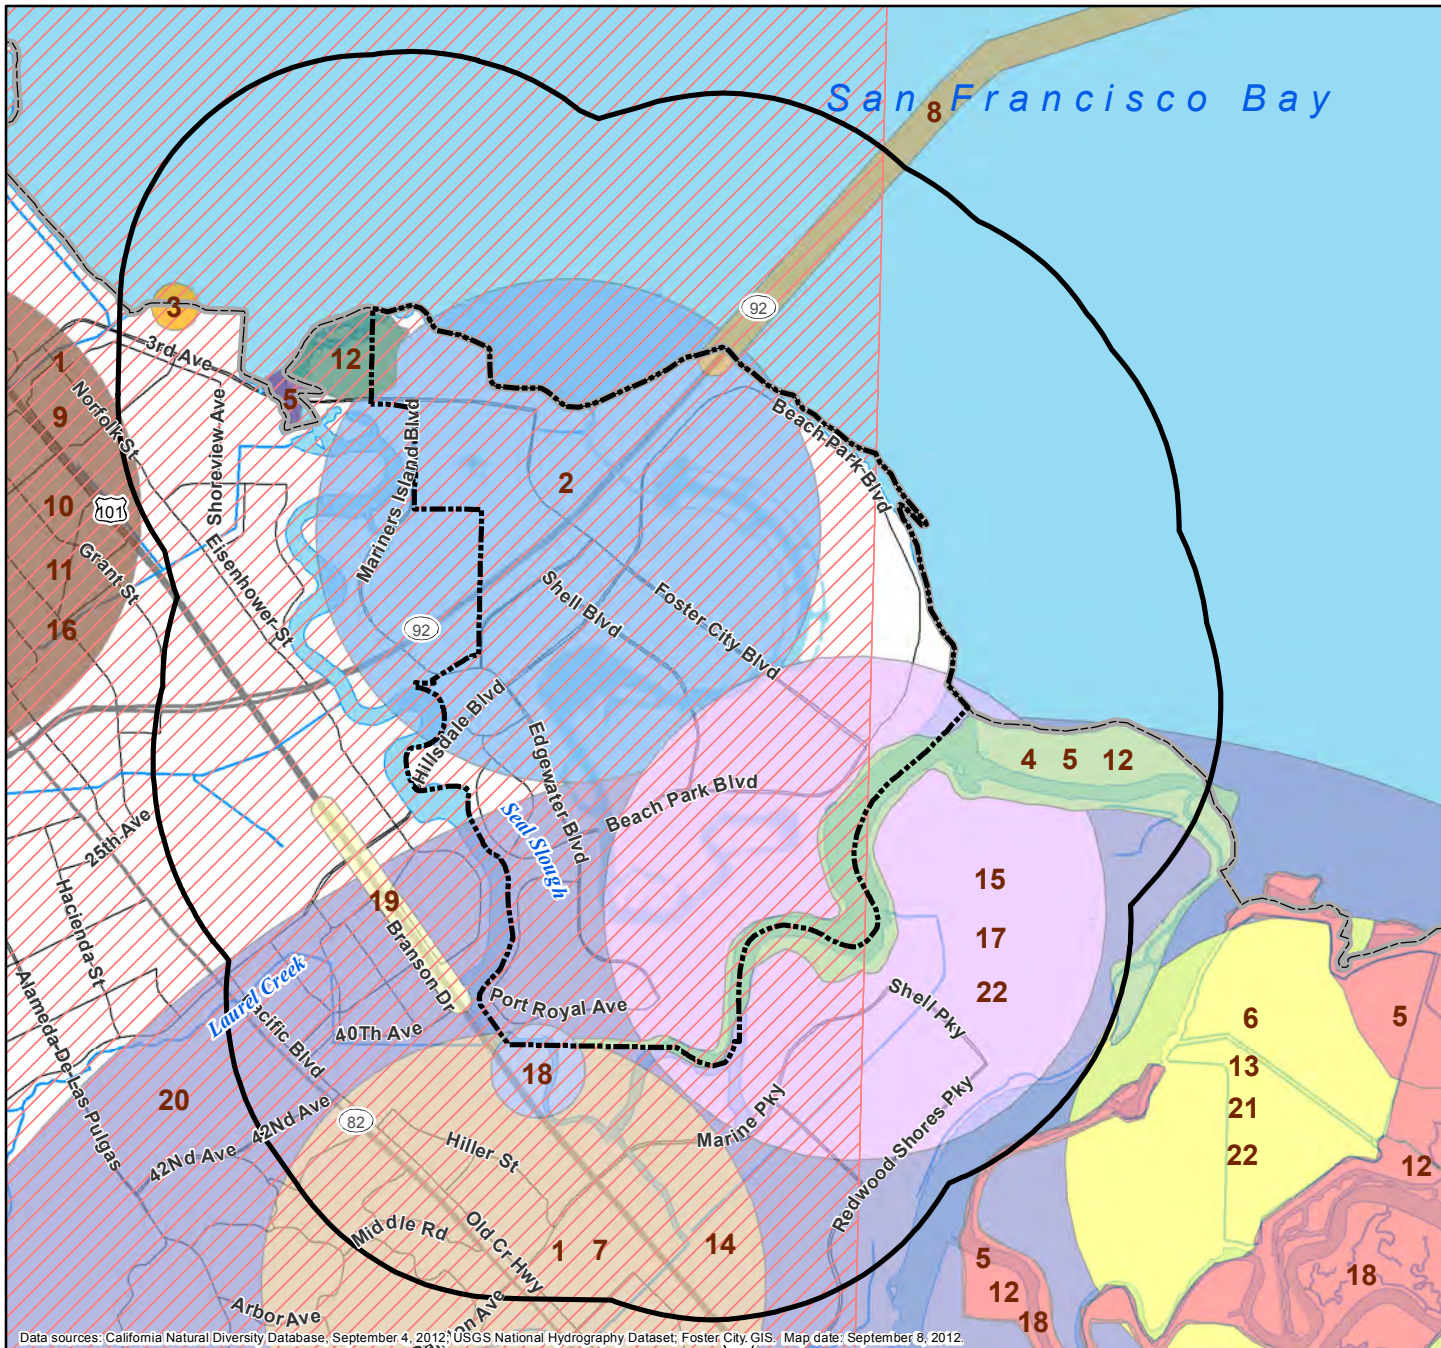 San Francisco Bay
8
92
3
3rd Ave
12
5
1
Norfolk St
9
Shoreview Ave
Mariners Island Blvd
Beach Park Blvd
2
10
101
11
Grant St
Eisenhower St
16
92
Shell Blvd
Foster City Blvd
Hillsdale Blvd
Edgewater Blvd
Beach Park Blvd
4 5 12
Seal Slough
25th Ave
19
Branson Dr
15
17
22
Hacienda St
Alameda De Las Pulgas
Laurel Creek
Pacific Blvd
40Th Ave
Port Royal Ave
Shell Pky
6
5
13
21
22
18
20
82
42Nd Ave
42Nd Ave
Hiller St
Marine Pky
Redwood Shores Pky
12
Middle Rd
Old Cr Hwy
1 7
14
5
12
18
18
Arbor Ave
Data sources: California Natural Diversity Database, September 4, 2012; USGS National Hydrography Dataset; Foster City GIS. Map date: September 8, 2012.